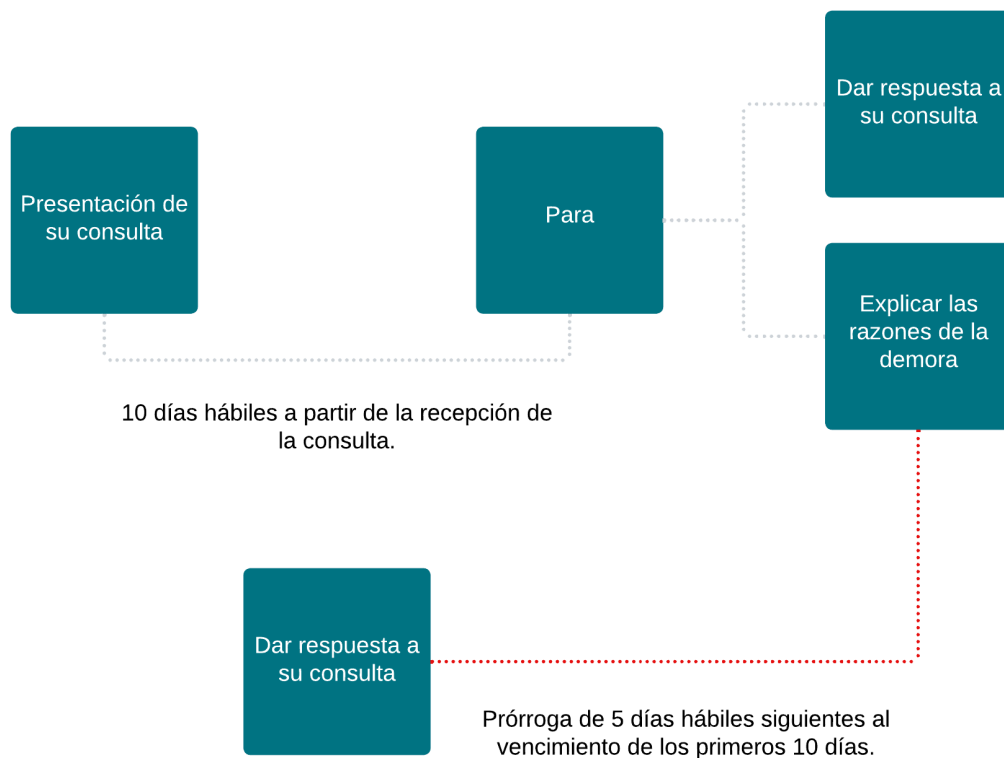 Presentación de
su consulta
Para
Dar respuesta a
su consulta
Explicar las
razones de la
demora
10 días hábiles a partir de la recepción de
la consulta.
Dar respuesta a
su consulta
Prórroga de 5 días hábiles siguientes al
vencimiento de los primeros 10 días.